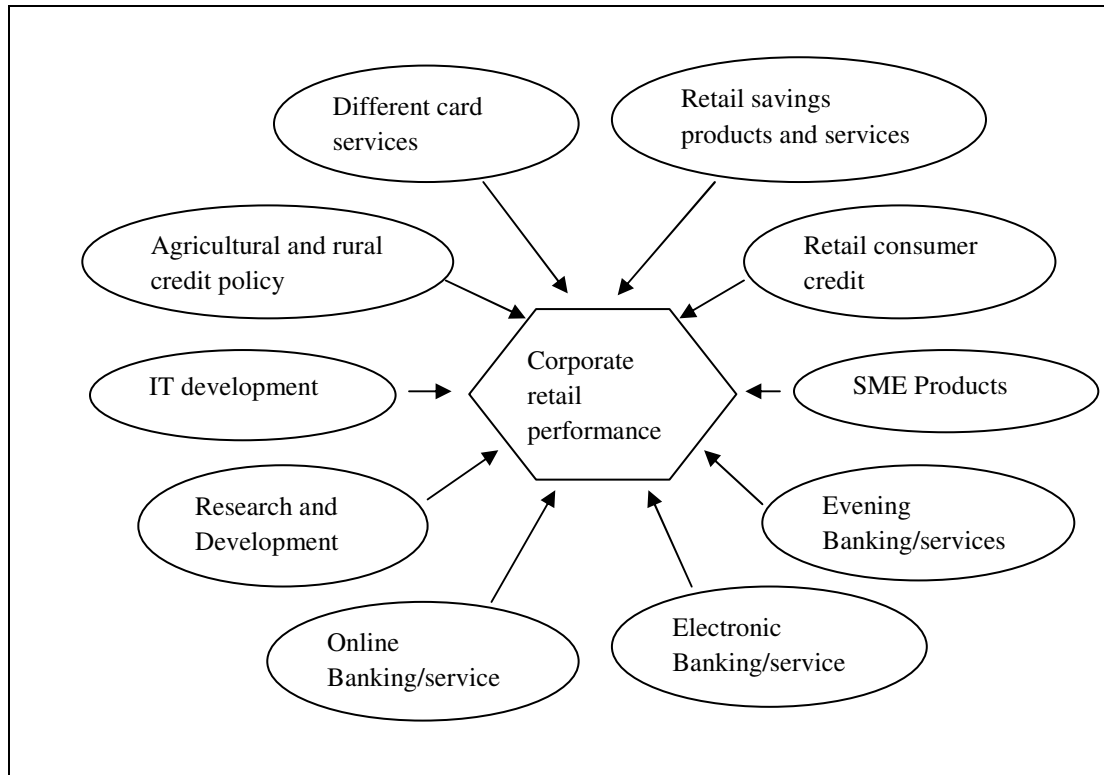 Different card
services
Retail savings
products and services
Agricultural and rural
credit policy
Retail consumer
credit
IT development
Corporate
retail
performance
SME Products
Research and
Development
Evening
Banking/services
Online
Banking/service
Electronic
Banking/service